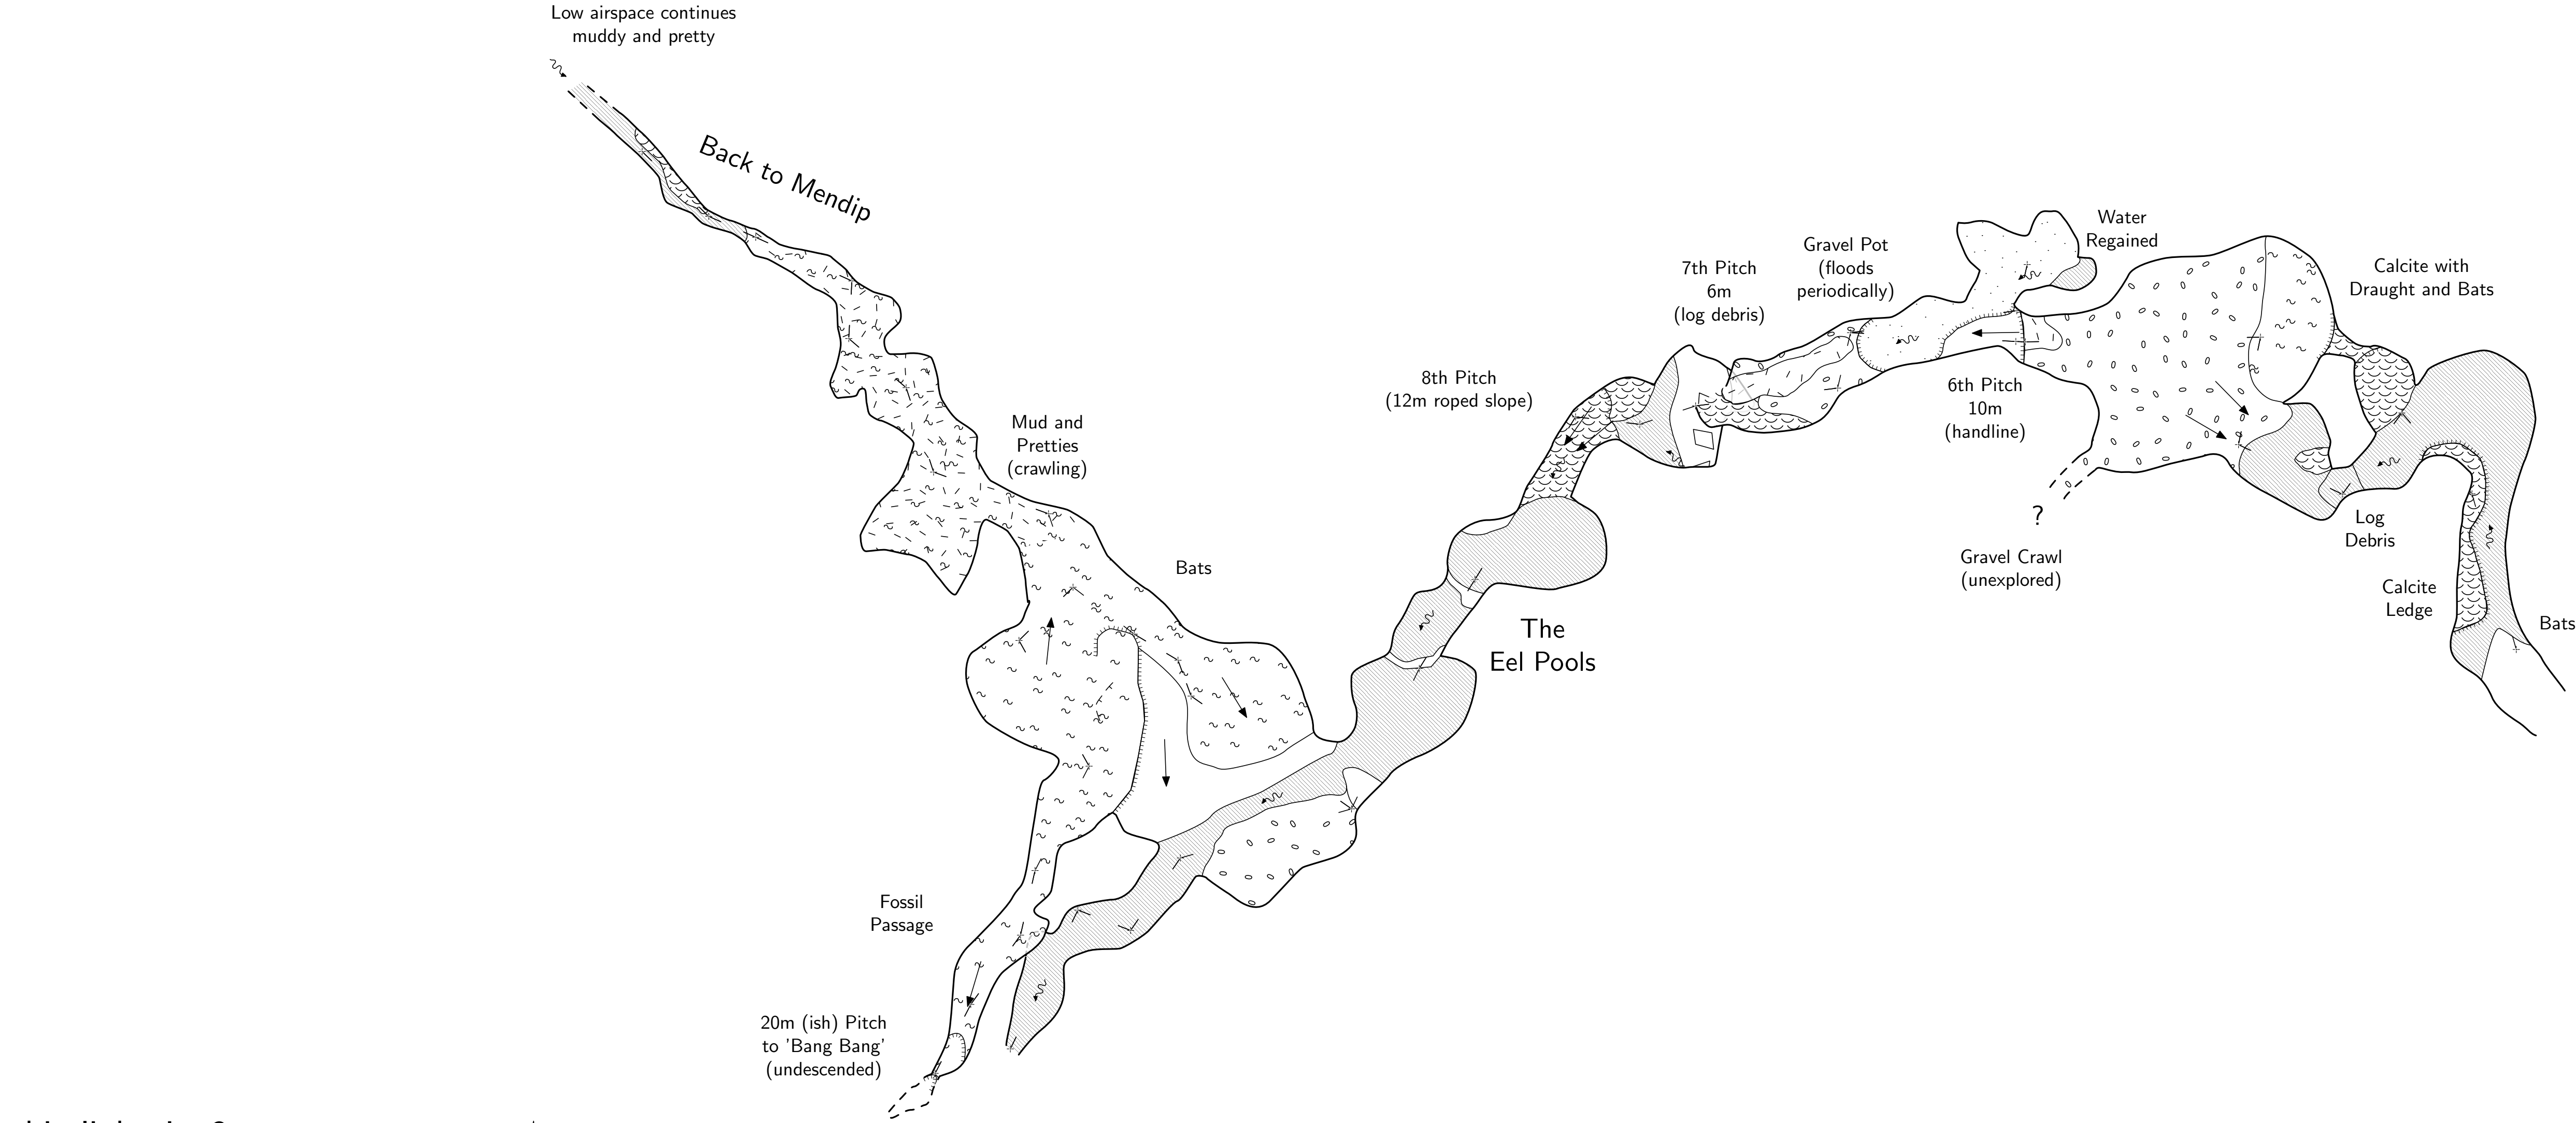 Low airspace continues
muddy and pretty
Back to Mendip
Water
Regained
Gravel Pot
(floods
periodically)
7th Pitch
6m
(log debris)
Calcite with
Draught and Bats
8th Pitch
(12m roped slope)
6th Pitch
10m
(handline)
Mud and
Pretties
(crawling)
?
Log
Debris
Gravel Crawl
(unexplored)
Bats
Calcite
Ledge
Bats
The
Eel Pools
Fossil
Passage
20m (ish) Pitch
to 'Bang Bang'
(undescended)